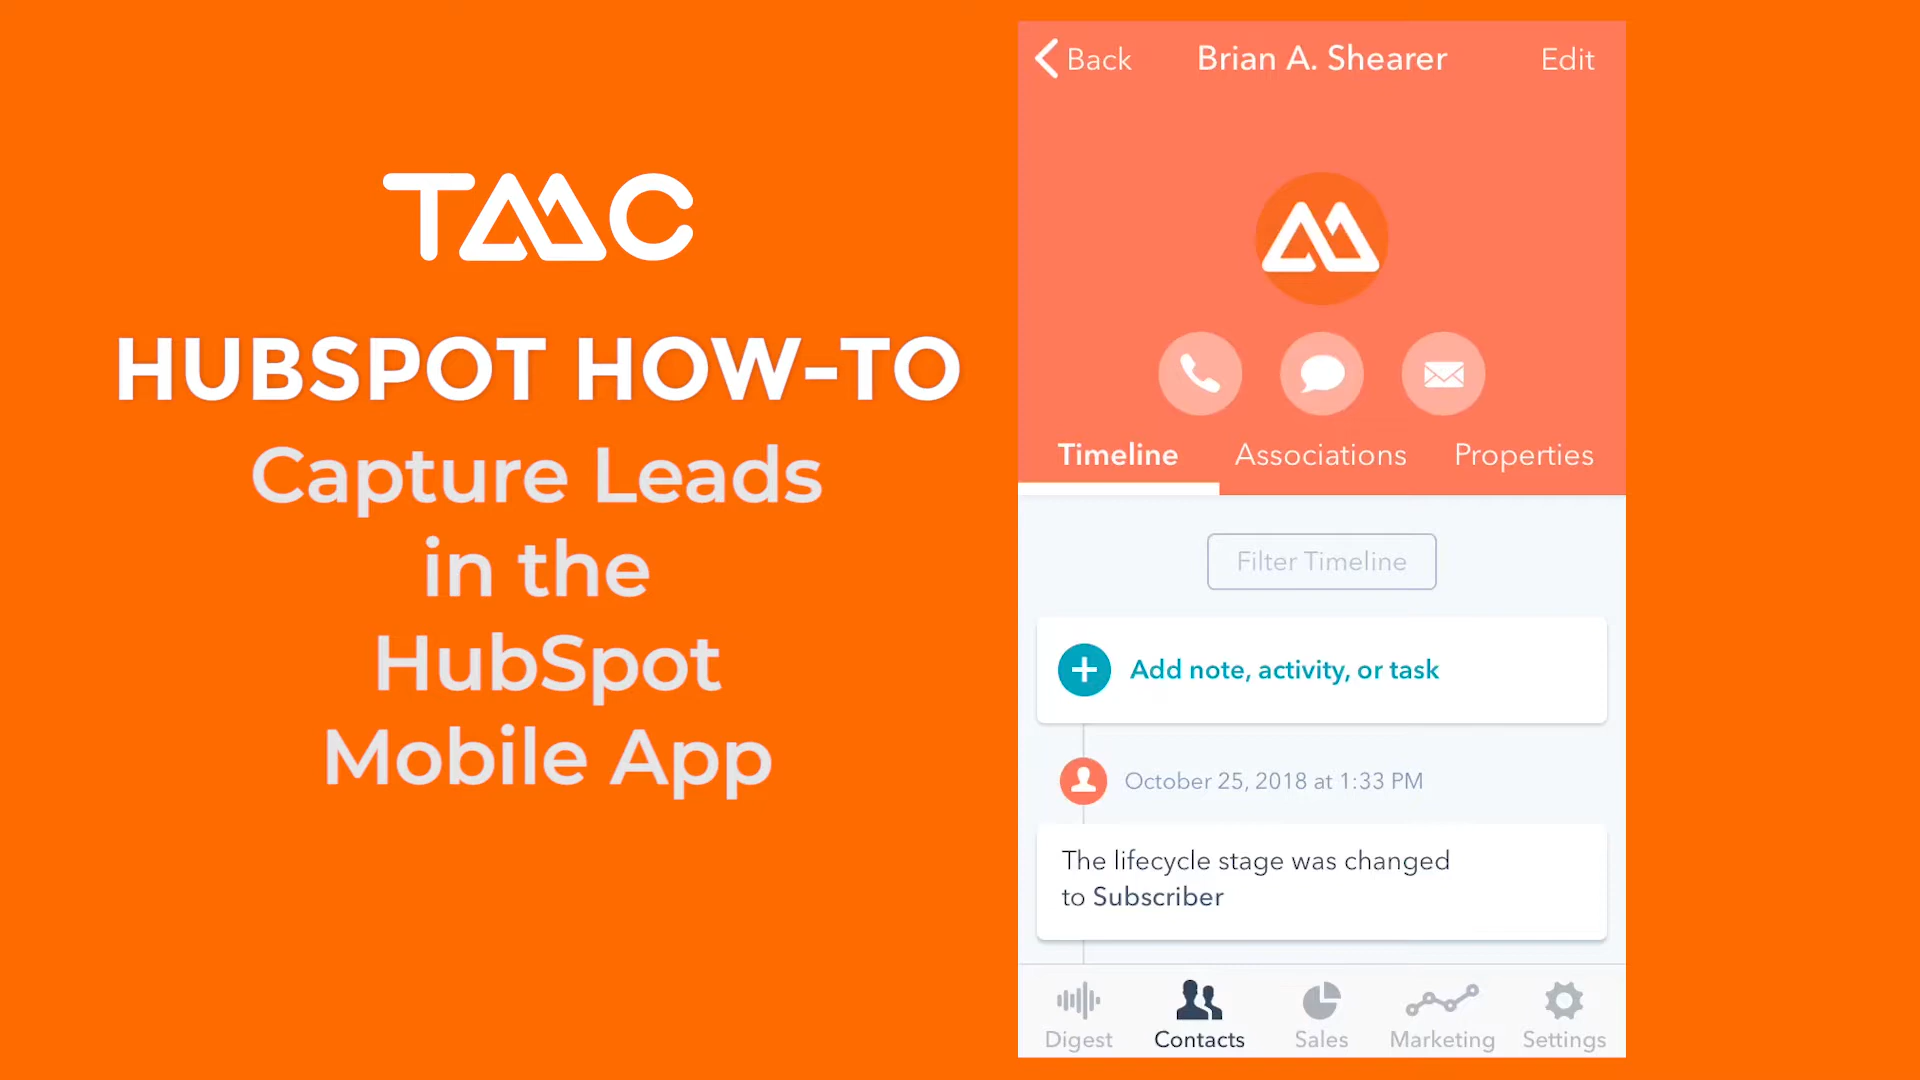 TMC
HUBSPOT HOW-TO
Capture Leads
in the
HubSpot
Mobile App
Back
Brian A. Shearer
Edit
Timeline
Associations
Properties
Filter Timeline
Add note, activity, or task
October 25, 2018 at 1:33 PM
The lifecycle stage was changed
to Subscriber
Digest
Contacts
Sales
Marketing
Settings